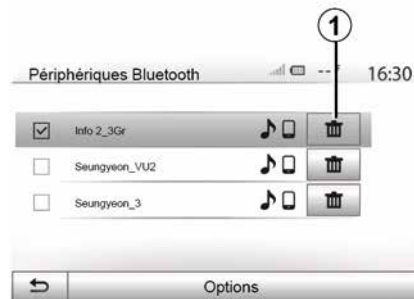 1
Périphériques Bluetooth -- 16:30
Info 2_3Gr
Seungyeon_VU2
Seungyeon_3
Options